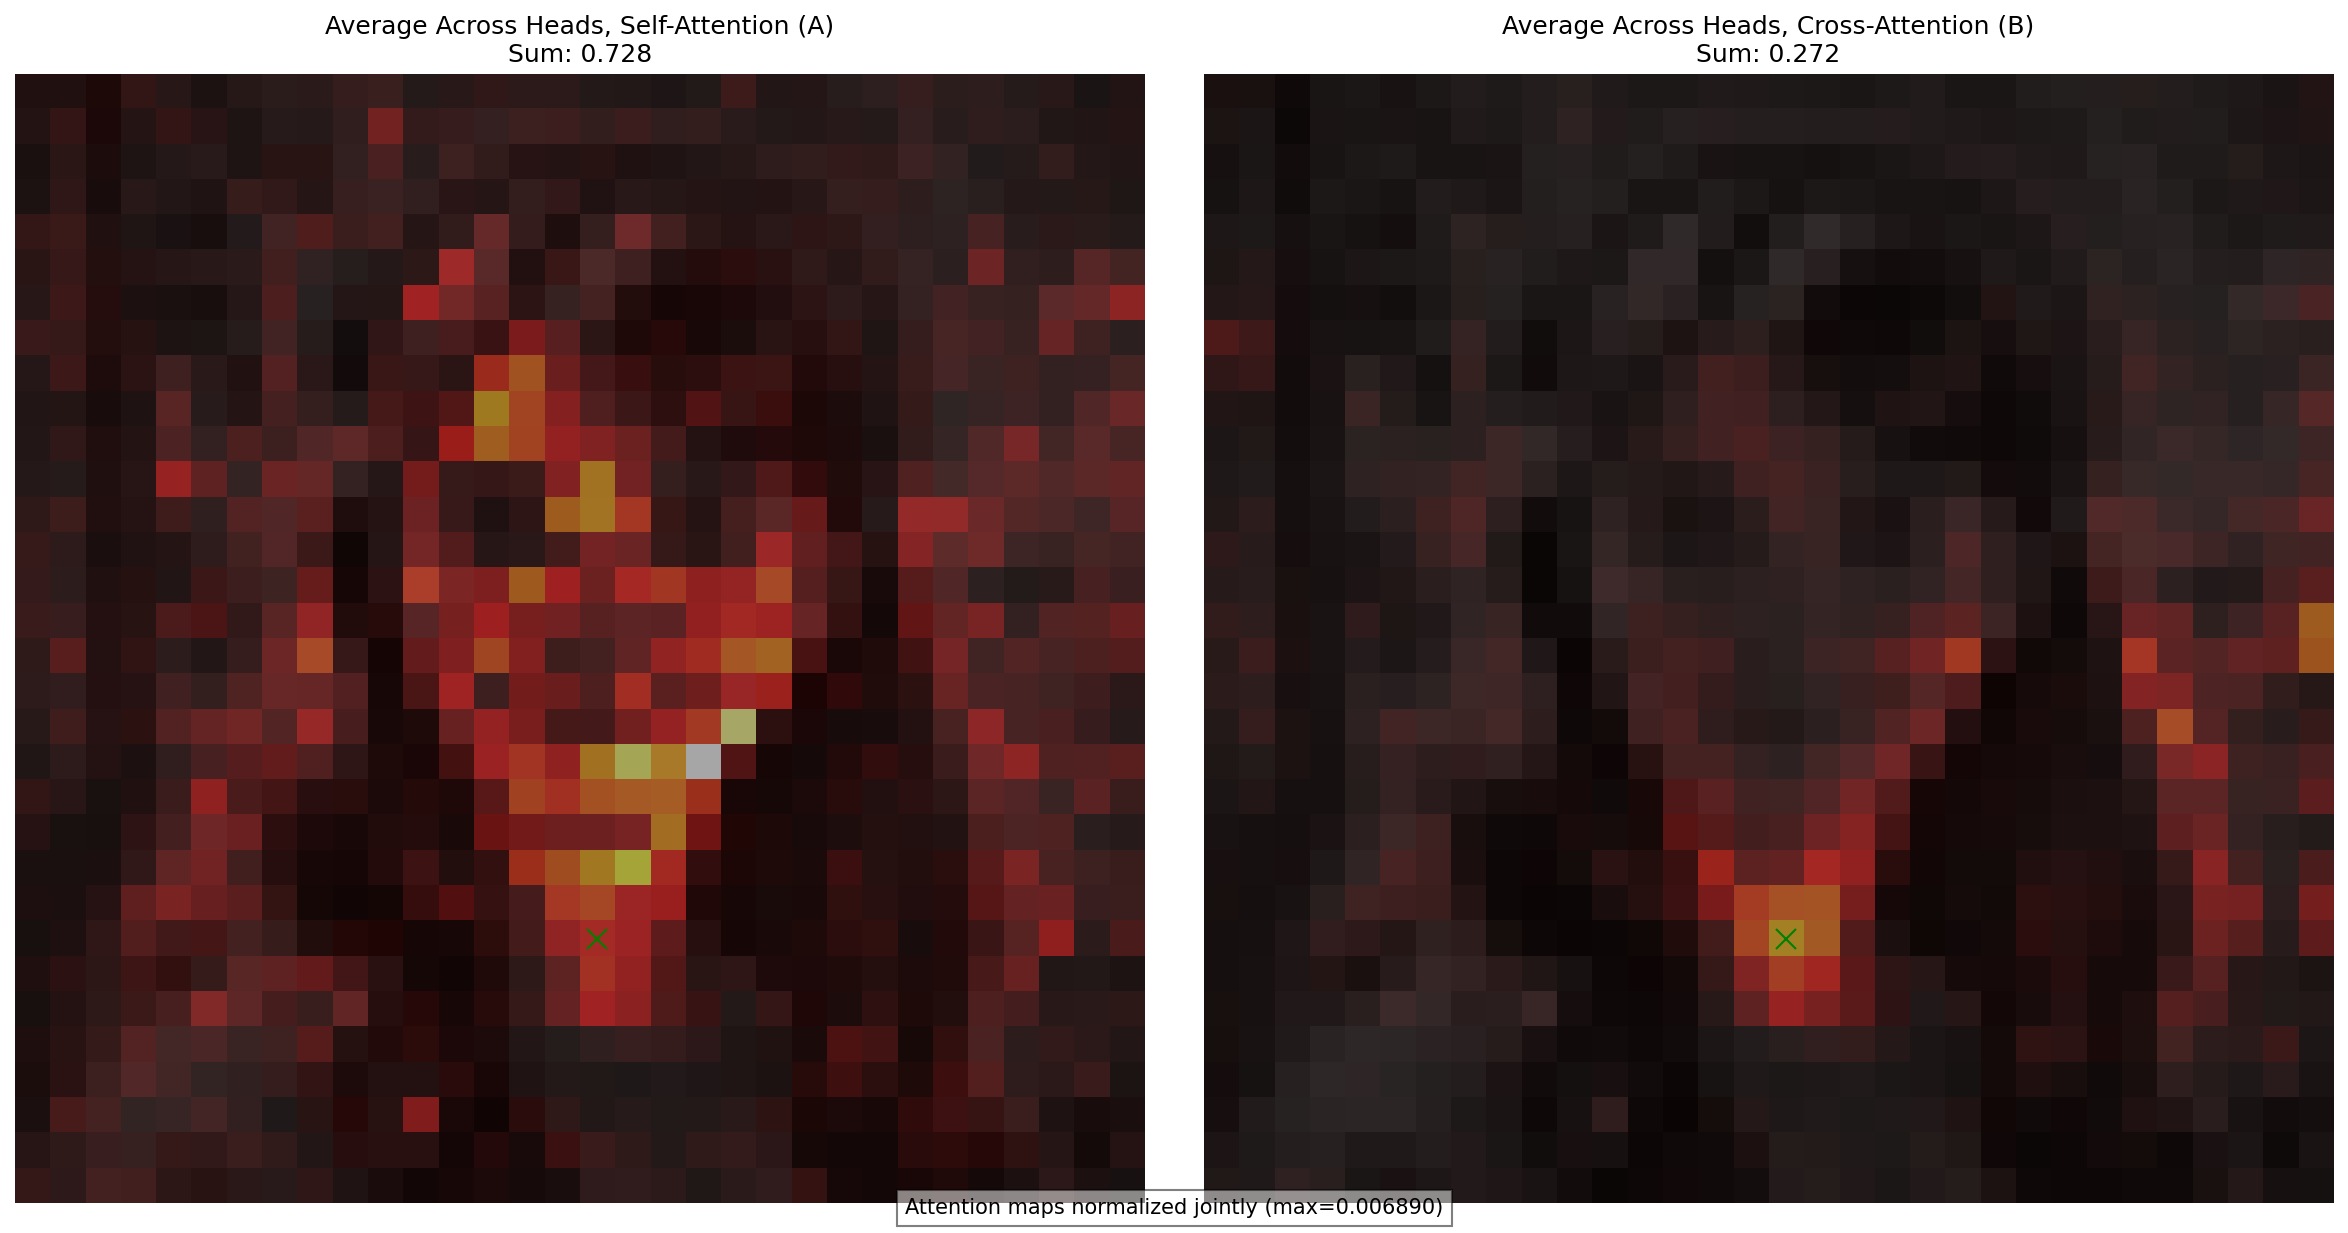 Average Across Heads, Self-Attention (A)
Sum: 0.728
Average Across Heads, Cross-Attention (B)
Sum: 0.272
Attention maps normalized jointly (max=0.006890)